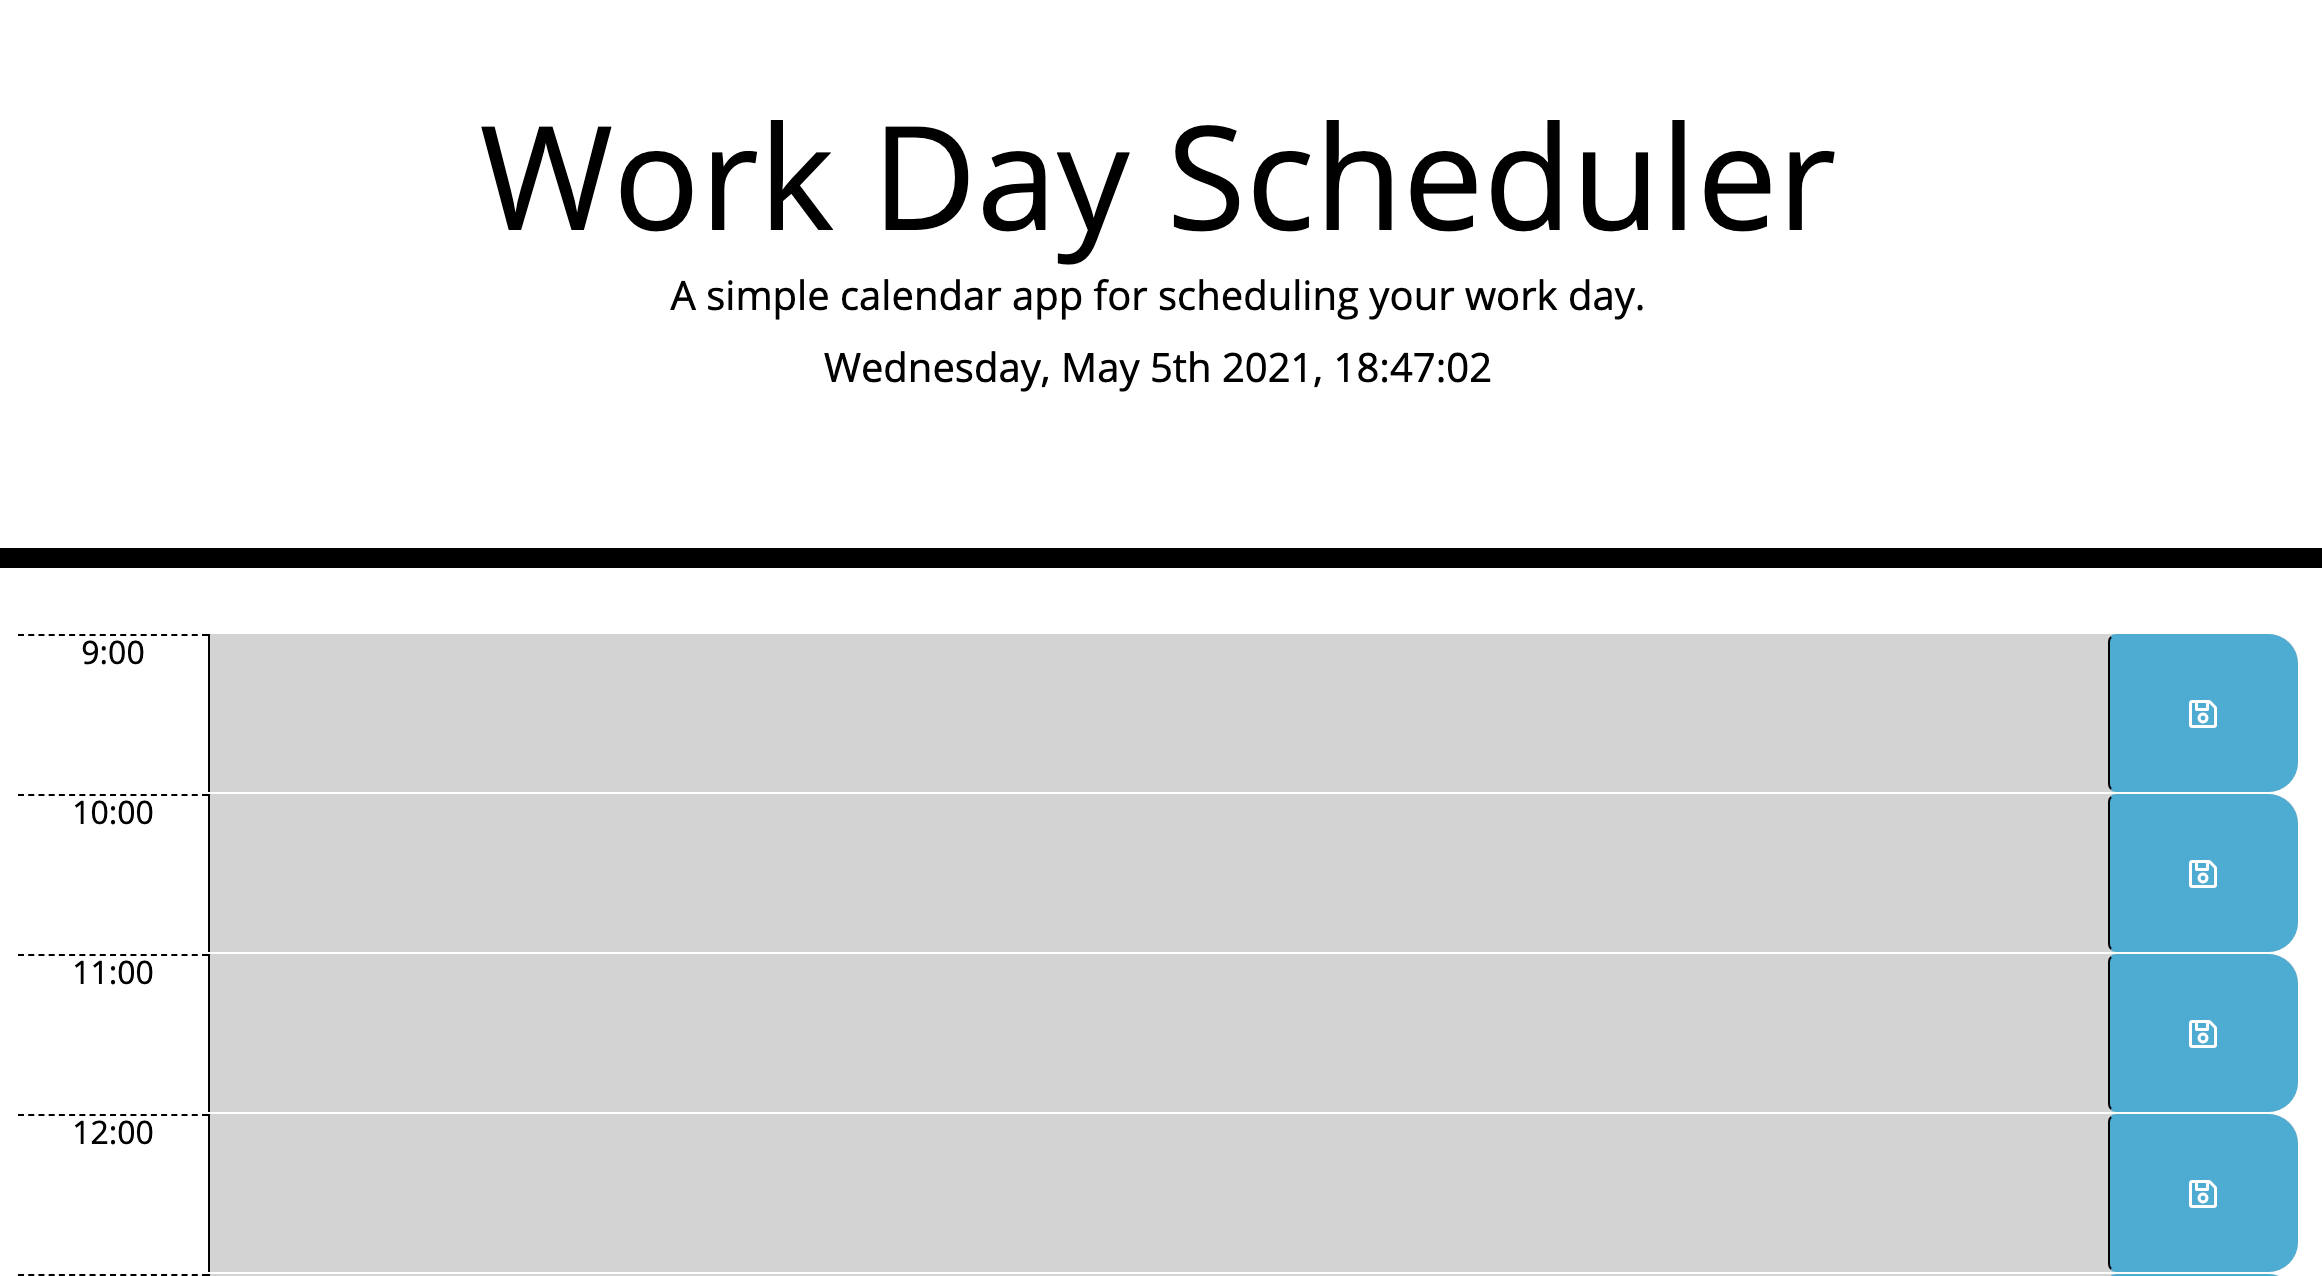 Work Day Scheduler
A simple calendar app for scheduling your work day.
Wednesday, May 5th 2021, 18:47:02
9:00
10:00
11:00
12:00